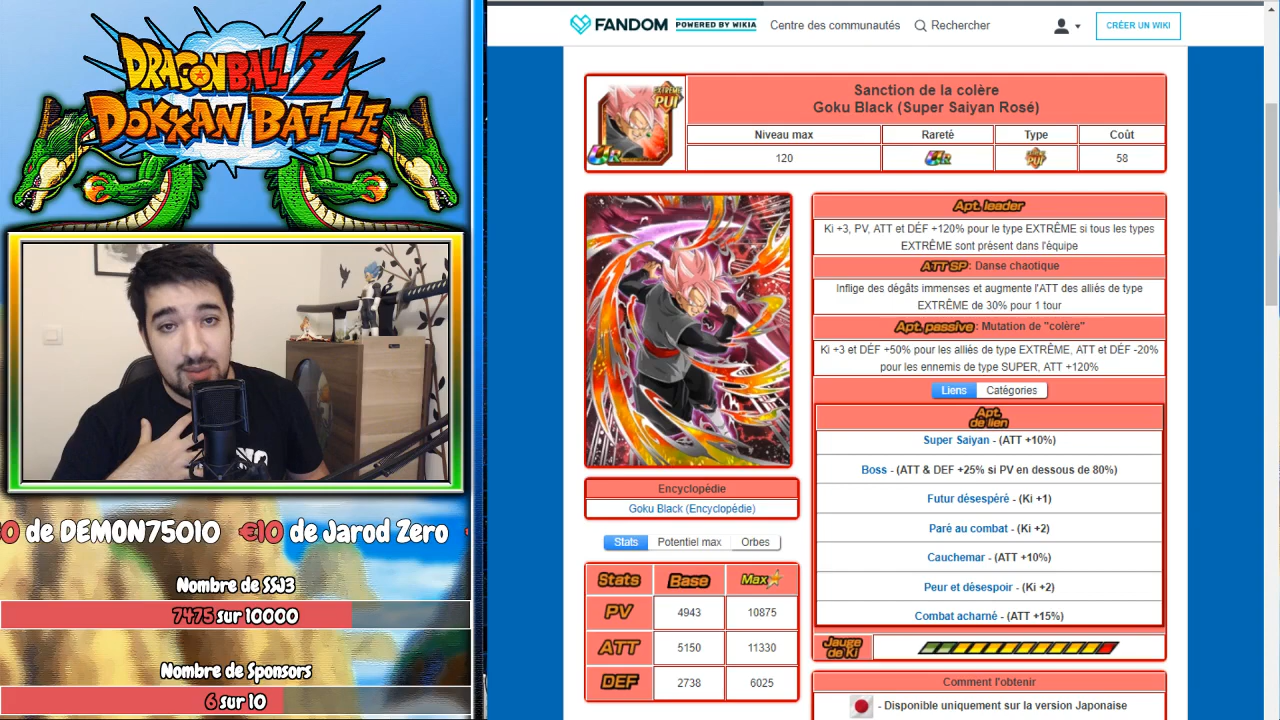 DRAGONBALL Z
DOKKAN BATTLE
0 de DEMON75010 €10 de Jarod Zero
Nombre de SSJ3
7475 sur 10000
Nombre de Sponsors
6 sur 10
FANDOM POWERED BY WIKIA Centre des communautés Rechercher CRÉER UN WIKI
EXTRÊME
PUI
UR
Sanction de la colère
Goku Black (Super Saiyan Rosé)
Niveau max Rareté Type Coût
120 UR PUI 58
Apt. leader
Ki +3, PV, ATT et DÉF +120% pour le type EXTRÊME si tous les types
EXTRÊME sont présent dans l'équipe
ATT SP: Danse chaotique
Inflige des dégâts immenses et augmente l'ATT des alliés de type
EXTRÊME de 30% pour 1 tour
Apt. passive: Mutation de "colère"
Ki +3 et DÉF +50% pour les alliés de type EXTRÊME, ATT et DÉF -20%
pour les ennemis de type SUPER, ATT +120%
Liens Catégories
Apt.
de lien
Super Saiyan - (ATT +10%)
Boss - (ATT & DEF +25% si PV en dessous de 80%)
Futur désespéré - (Ki +1)
Paré au combat - (Ki +2)
Cauchemar - (ATT +10%)
Peur et désespoir - (Ki +2)
Combat acharné - (ATT +15%)
Jauge
de Ki
Comment l'obtenir
- Disponible uniquement sur la version Japonaise
Encyclopédie
Goku Black (Encyclopédie)
Stats Potentiel max Orbes
Stats Base Max
PV 4943 10875
ATT 5150 11330
DEF 2738 6025